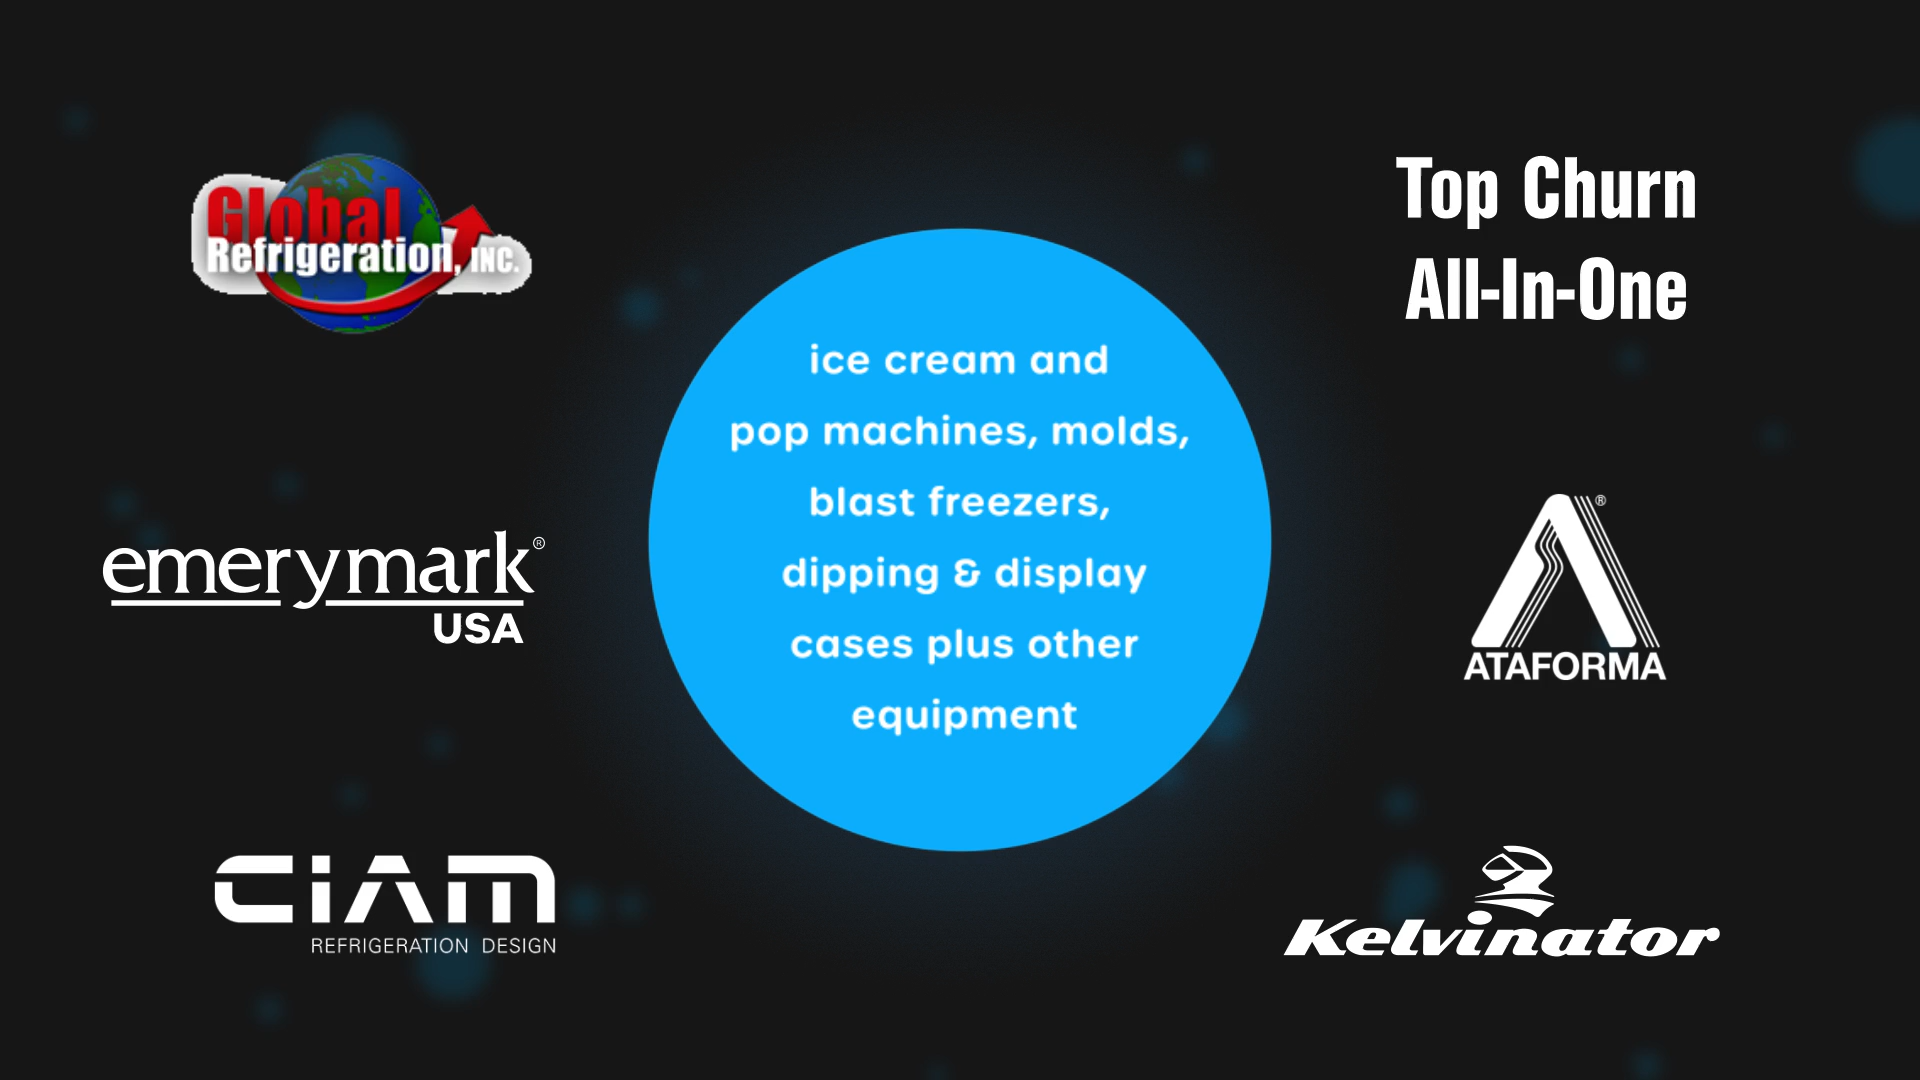 Global
Refrigeration, INC.
Top Churn
All-In-One
ice cream and
pop machines, molds,
blast freezers,
dipping & display
cases plus other
equipment
emerymark®
USA
®
ATAFORMA
CIAM
REFRIGERATION DESIGN
Kelvinator